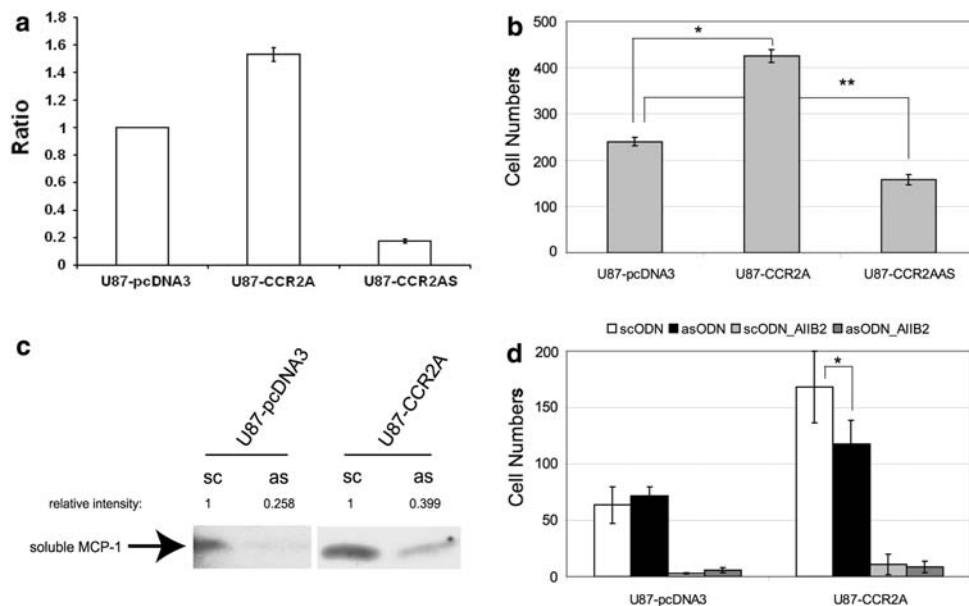 a
Ratio
1.8
1.6
1.4
1.2
1
0.8
0.6
0.4
0.2
0
U87-pcDNA3
U87-CCR2A
U87-CCR2AS
b
Cell Numbers
500
400
300
200
100
0
*
**
U87-pcDNA3
U87-CCR2A
U87-CCR2AAS
c
U87-pcDNA3
U87-CCR2A
sc as sc as
relative intensity: 1 0.258 1 0.399
soluble MCP-1
scODN asODN scODN_AIIB2 asODN_AIIB2
d
Cell Numbers
200
150
100
50
0
*
U87-pcDNA3
U87-CCR2A